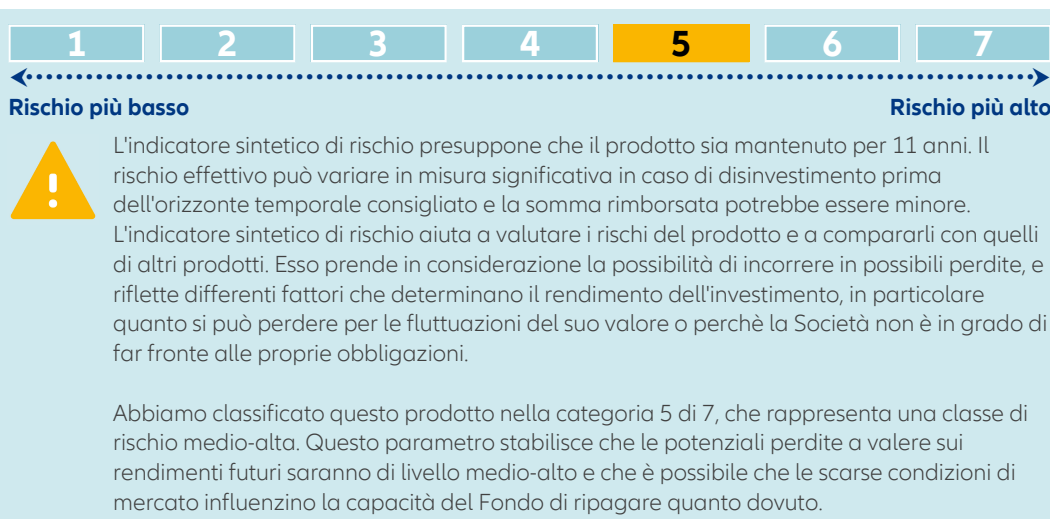 1 2 3 4 5 6 7
Rischio più basso Rischio più alto
L'indicatore sintetico di rischio presuppone che il prodotto sia mantenuto per 11 anni. Il
rischio effettivo può variare in misura significativa in caso di disinvestimento prima
dell'orizzonte temporale consigliato e la somma rimborsata potrebbe essere minore.
L'indicatore sintetico di rischio aiuta a valutare i rischi del prodotto e a compararli con quelli
di altri prodotti. Esso prende in considerazione la possibilità di incorrere in possibili perdite, e
riflette differenti fattori che determinano il rendimento dell'investimento, in particolare
quanto si può perdere per le fluttuazioni del suo valore o perchè la Società non è in grado di
far fronte alle proprie obbligazioni.
Abbiamo classificato questo prodotto nella categoria 5 di 7, che rappresenta una classe di
rischio medio-alta. Questo parametro stabilisce che le potenziali perdite a valere sui
rendimenti futuri saranno di livello medio-alto e che è possibile che le scarse condizioni di
mercato influenzino la capacità del Fondo di ripagare quanto dovuto.